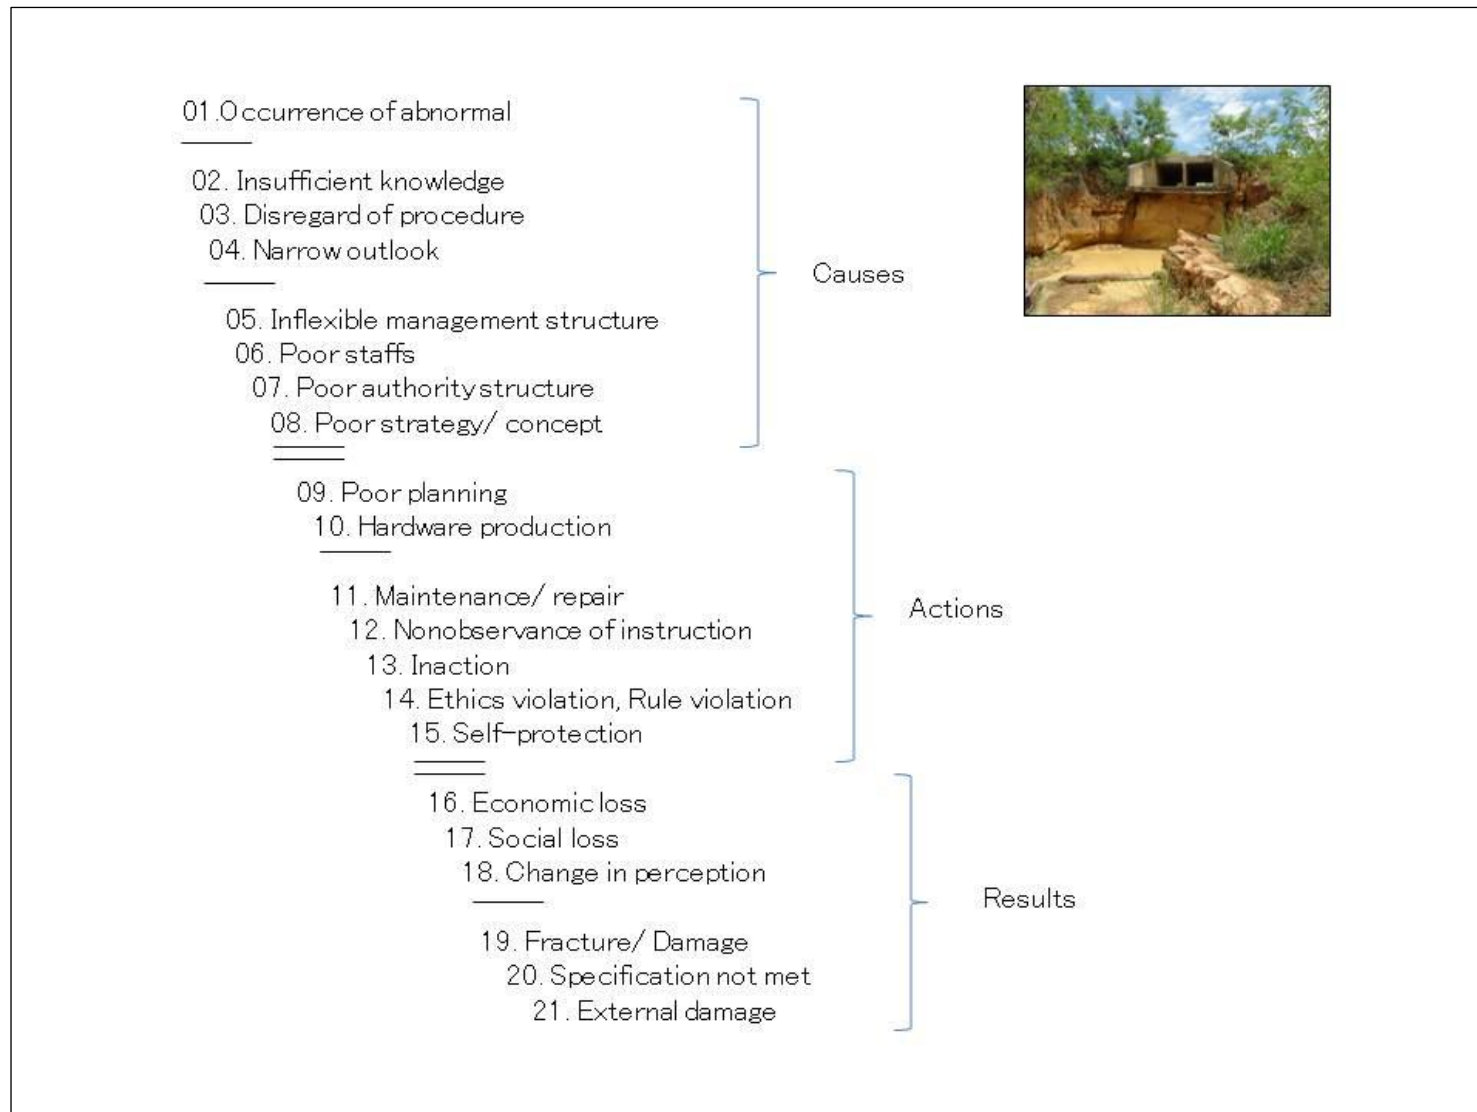 01.Occurrence of abnormal
02. Insufficient knowledge
03. Disregard of procedure
04. Narrow outlook
05. Inflexible management structure
06. Poor staffs
07. Poor authority structure
08. Poor strategy/ concept
Causes
09. Poor planning
10. Hardware production
11. Maintenance/ repair
12. Nonobservance of instruction
13. Inaction
14. Ethics violation, Rule violation
15. Self-protection
Actions
16. Economic loss
17. Social loss
18. Change in perception
19. Fracture/ Damage
20. Specification not met
21. External damage
Results